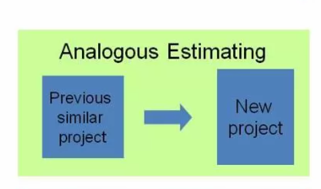 Analogous Estimating
Previous
similar
project
New
project